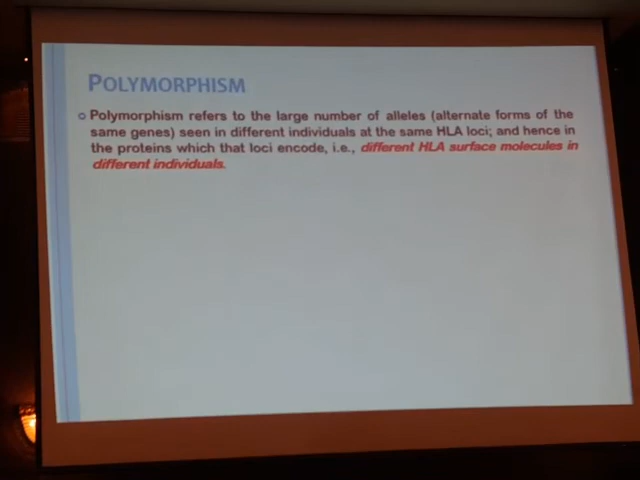 POLYMORPHISM
Polymorphism refers to the large number of alleles (alternate forms of the
same genes) seen in different individuals at the same HLA loci; and hence in
the proteins which that loci encode, i.e., different HLA surface molecules in
different individuals.